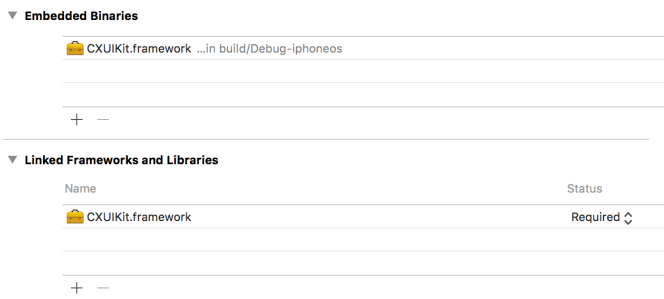 Embedded Binaries
CXUIKit.framework ...in build/Debug-iphoneos
Linked Frameworks and Libraries
Name Status
CXUIKit.framework Required